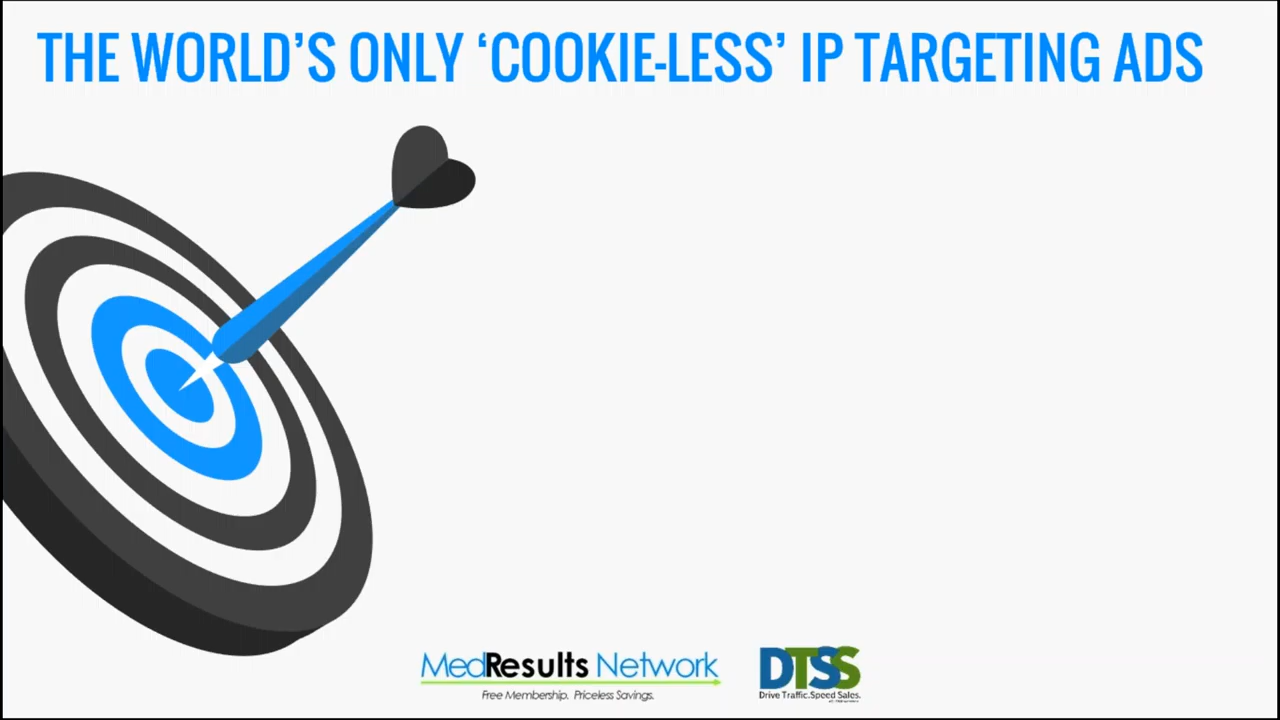 THE WORLD'S ONLY ‘COOKIE-LESS’ IP TARGETING ADS
MedResults Network
Free Membership. Priceless Savings.
DTSS
Drive Traffic.Speed Sales.